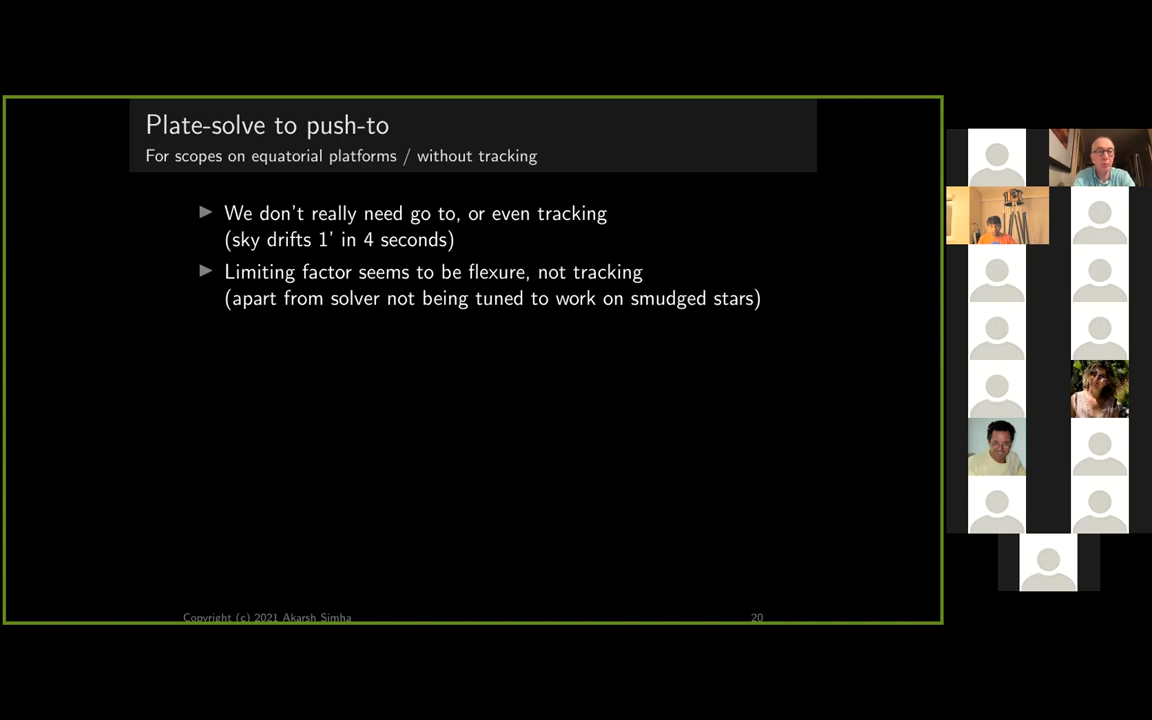 Plate-solve to push-to
For scopes on equatorial platforms / without tracking
▶ We don't really need go to, or even tracking
(sky drifts 1' in 4 seconds)
▶ Limiting factor seems to be flexure, not tracking
(apart from solver not being tuned to work on smudged stars)
Copyright (c) 2021 Akarsh Simha
20